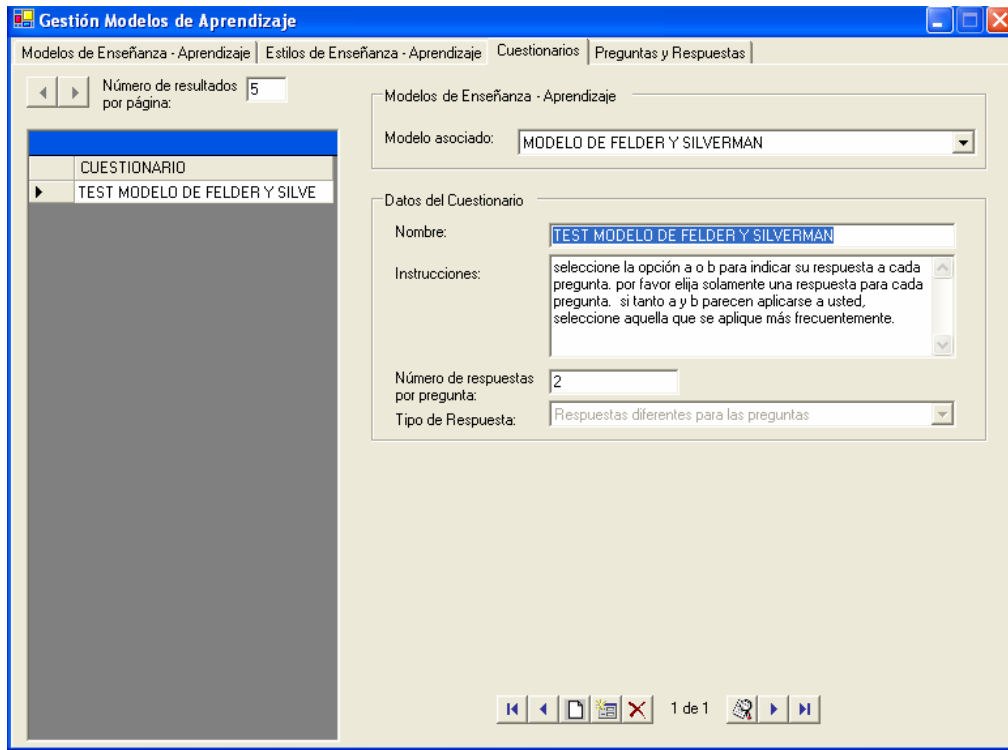 Gestión Modelos de Aprendizaje
Modelos de Enseñanza - Aprendizaje
Estilos de Enseñanza - Aprendizaje
Cuestionarios
Preguntas y Respuestas
Número de resultados
por página:
5
CUESTIONARIO
TEST MODELO DE FELDER Y SILVE
Modelos de Enseñanza - Aprendizaje
Modelo asociado:
MODELO DE FELDER Y SILVERMAN
Datos del Cuestionario
Nombre:
TEST MODELO DE FELDER Y SILVERMAN
Instrucciones:
seleccione la opción a o b para indicar su respuesta a cada
pregunta. por favor elija solamente una respuesta para cada
pregunta.  si tanto a y b parecen aplicarse a usted,
seleccione aquella que se aplique más frecuentemente.
Número de respuestas
por pregunta:
2
Tipo de Respuesta:
Respuestas diferentes para las preguntas
1 de 1